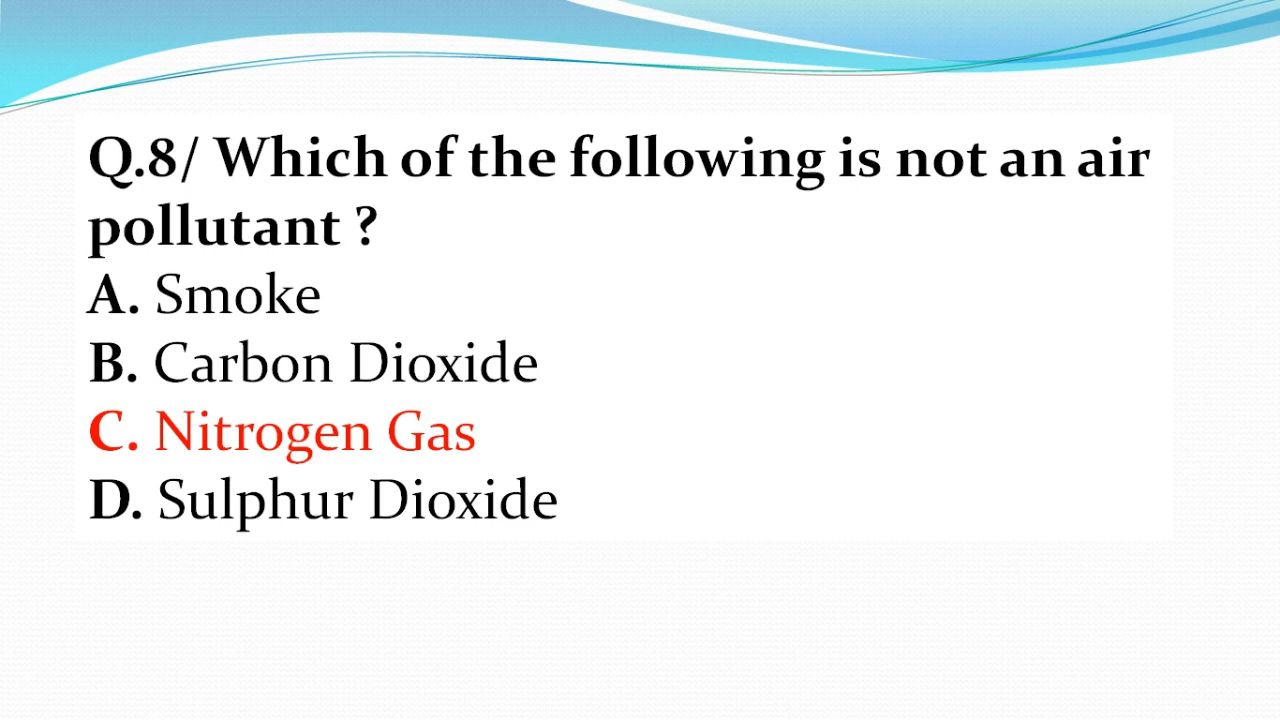 Q.8/ Which of the following is not an air
pollutant ?
A. Smoke
B. Carbon Dioxide
C. Nitrogen Gas
D. Sulphur Dioxide